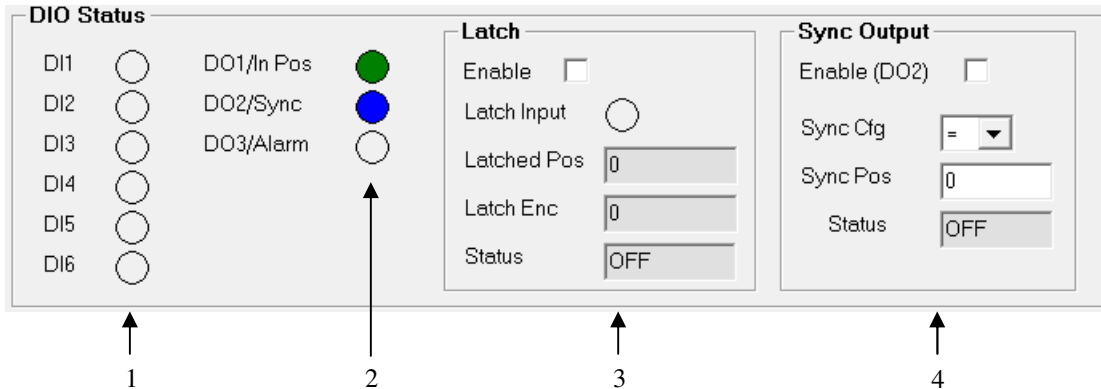 DIO Status
DI1
DI2
DI3
DI4
DI5
DI6
DO1/In Pos
DO2/Sync
DO3/Alarm
Latch
Enable
Latch Input
Latched Pos 0
Latch Enc 0
Status OFF
Sync Output
Enable (DO2)
Sync Cfg =
Sync Pos 0
Status OFF
1 2 3 4